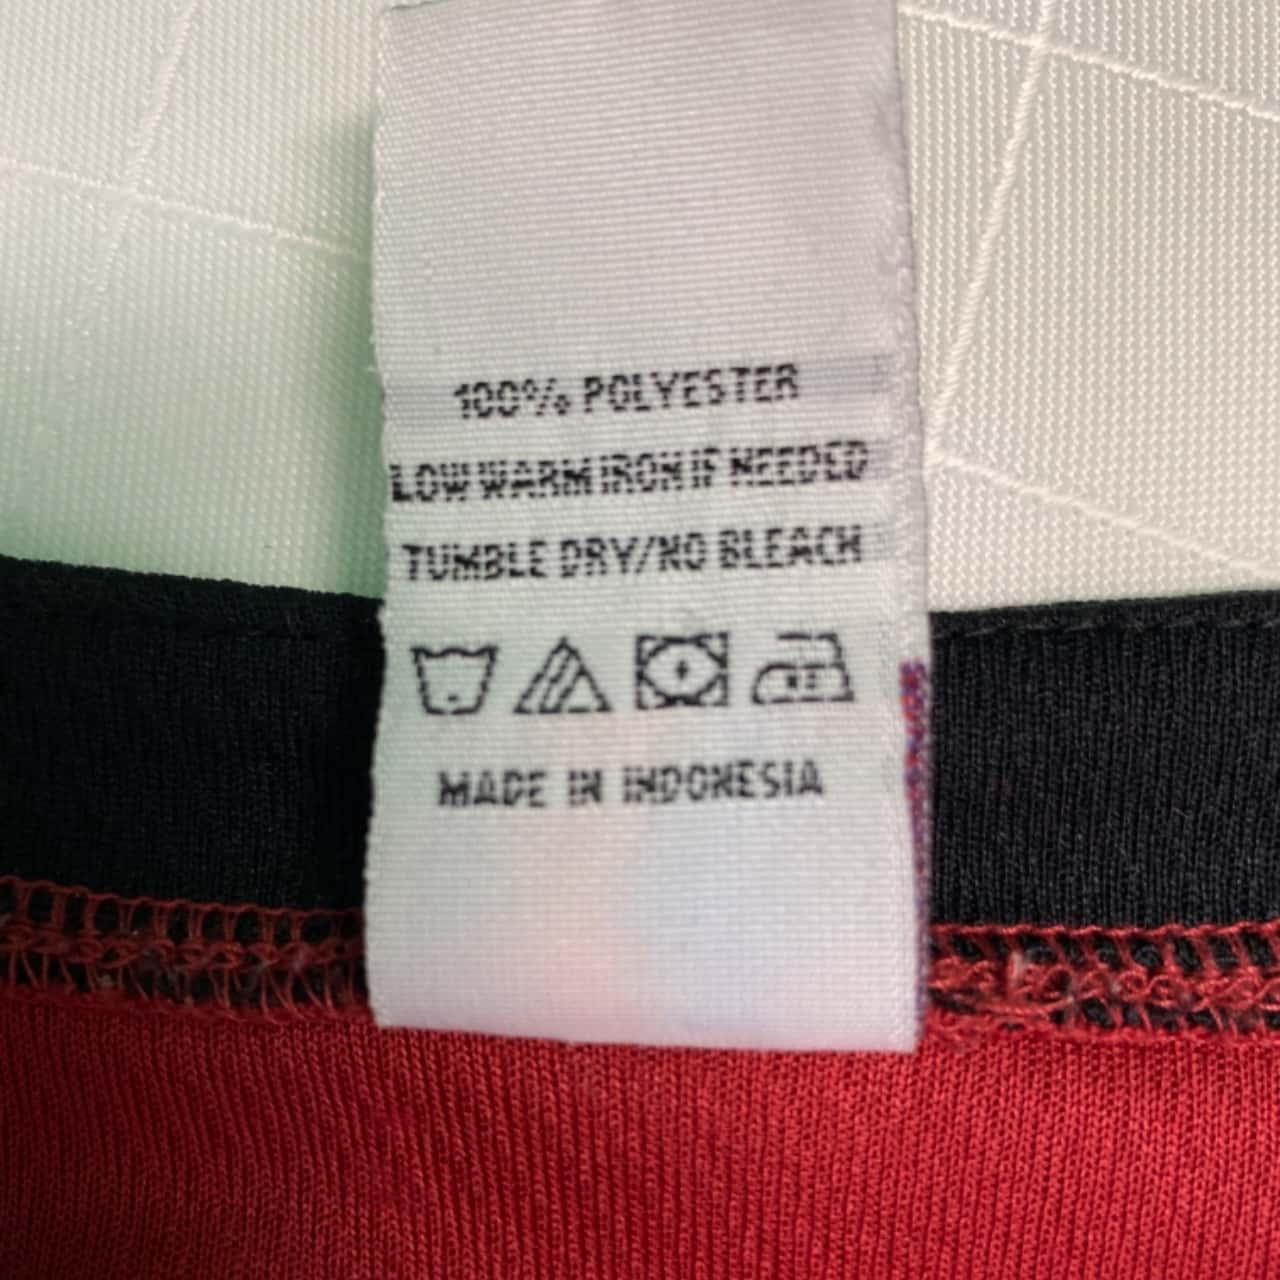 100% POLYESTER
LOW WARM IRON IF NEEDED
TUMBLE DRY/NO BLEACH
MADE IN INDONESIA